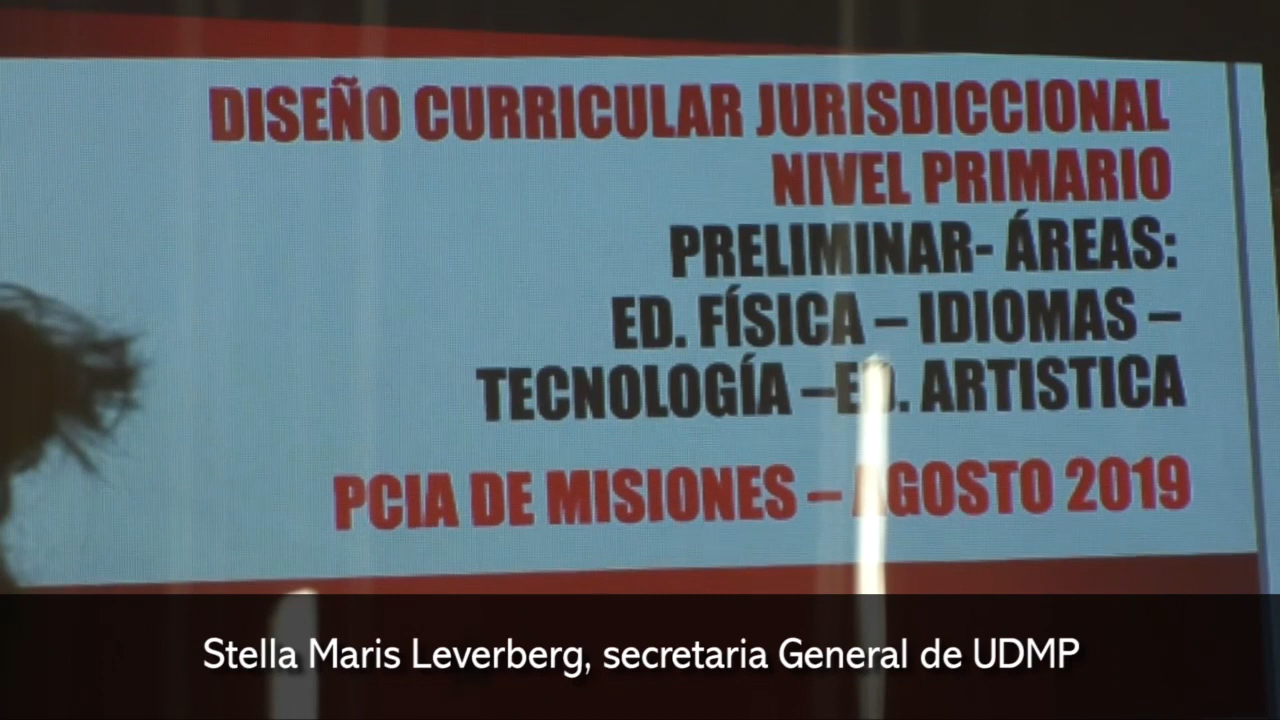 DISEÑO CURRICULAR JURISDICCIONAL
NIVEL PRIMARIO
PRELIMINAR- ÁREAS:
ED. FÍSICA – IDIOMAS –
TECNOLOGÍA –ED. ARTISTICA
PCIA DE MISIONES – AGOSTO 2019
Stella Maris Leverberg, secretaria General de UDMP